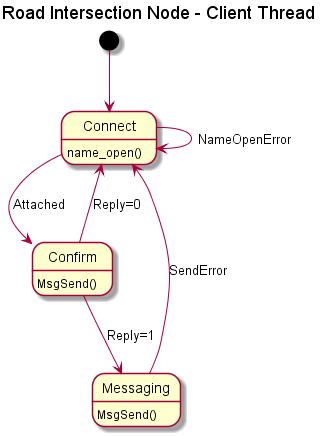 Road Intersection Node - Client Thread
Connect
name_open()
NameOpenError
Attached
Reply=0
Confirm
MsgSend()
SendError
Reply=1
Messaging
MsgSend()